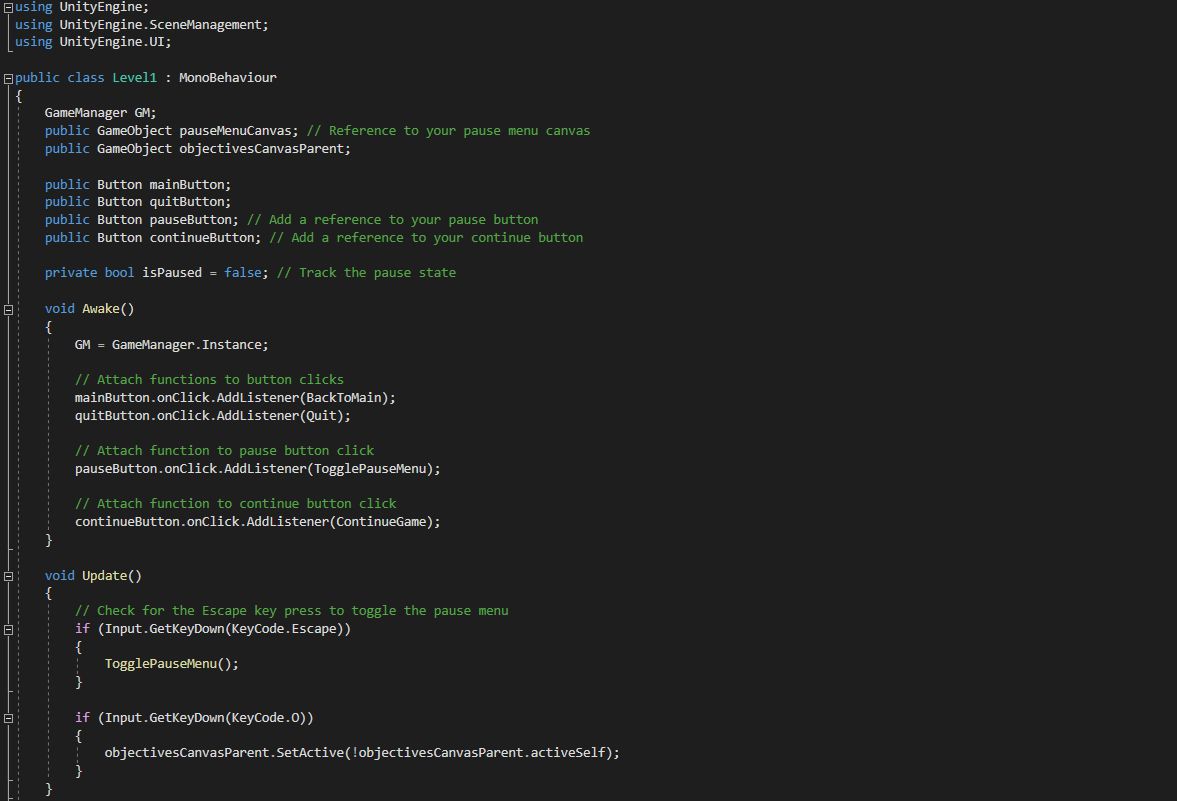 using UnityEngine;
using UnityEngine.SceneManagement;
using UnityEngine.UI;

public class Level1 : MonoBehaviour
{
    GameManager GM;
    public GameObject pauseMenuCanvas; // Reference to your pause menu canvas
    public GameObject objectivesCanvasParent;

    public Button mainButton;
    public Button quitButton;
    public Button pauseButton; // Add a reference to your pause button
    public Button continueButton; // Add a reference to your continue button

    private bool isPaused = false; // Track the pause state

    void Awake()
    {
        GM = GameManager.Instance;

        // Attach functions to button clicks
        mainButton.onClick.AddListener(BackToMain);
        quitButton.onClick.AddListener(Quit);

        // Attach function to pause button click
        pauseButton.onClick.AddListener(TogglePauseMenu);

        // Attach function to continue button click
        continueButton.onClick.AddListener(ContinueGame);
    }

    void Update()
    {
        // Check for the Escape key press to toggle the pause menu
        if (Input.GetKeyDown(KeyCode.Escape))
        {
            TogglePauseMenu();
        }

        if (Input.GetKeyDown(KeyCode.O))
        {
            objectivesCanvasParent.SetActive(!objectivesCanvasParent.activeSelf);
        }
    }